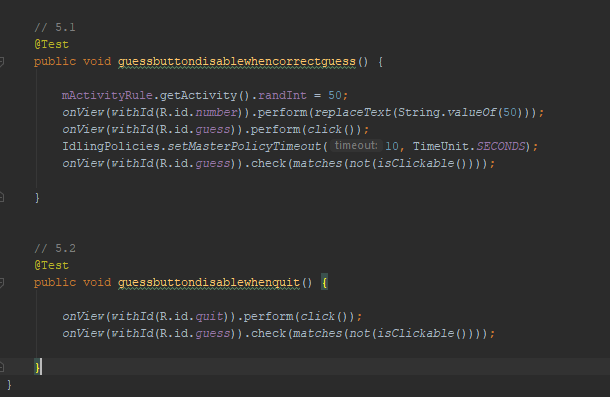 // 5.1
@Test
public void guessbuttondisablewhencorrectguess() {
mActivityRule.getActivity().randInt = 50;
onView(withId(R.id.number)).perform(replaceText(String.valueOf(50)));
onView(withId(R.id.guess)).perform(click());
IdlingPolicies.setMasterPolicyTimeout( timeout: 10, TimeUnit.SECONDS);
onView(withId(R.id.guess)).check(matches(not(isClickable())));
}
// 5.2
@Test
public void guessbuttondisablewhenquit() {
onView(withId(R.id.quit)).perform(click());
onView(withId(R.id.guess)).check(matches(not(isClickable())));
}
}